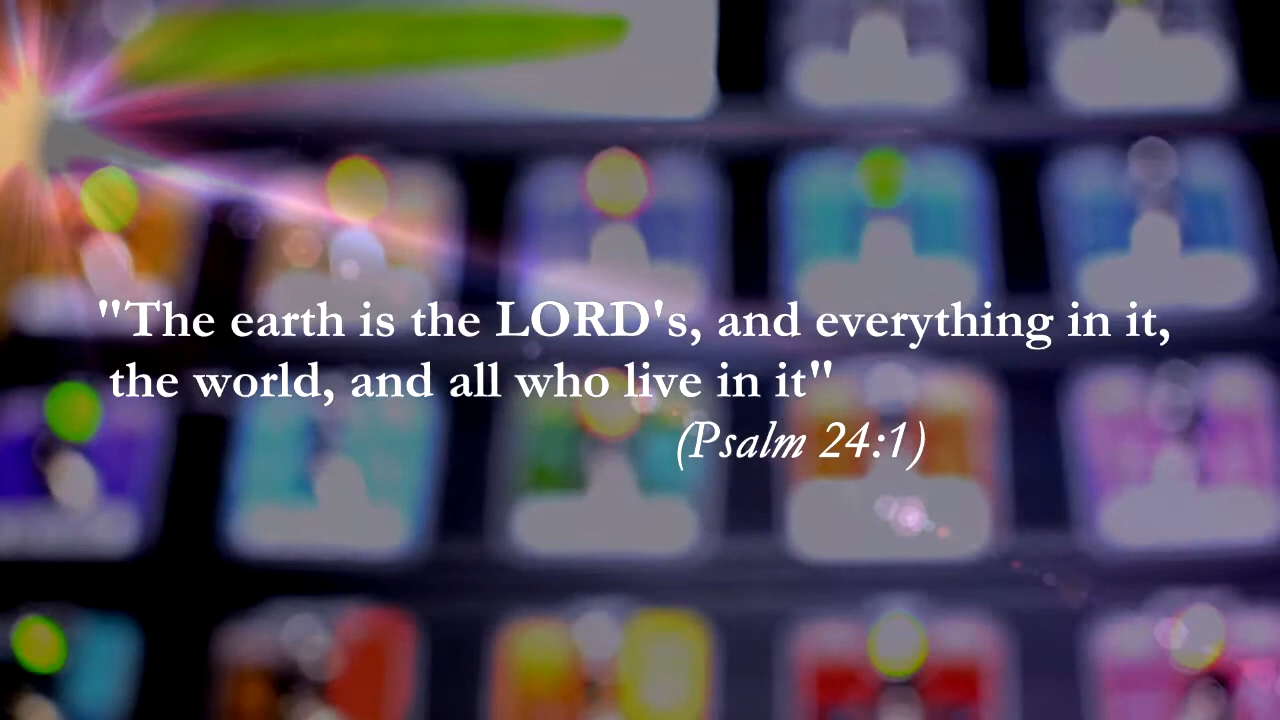 "The earth is the LORD's, and everything in it,
the world, and all who live in it"
(Psalm 24:1)